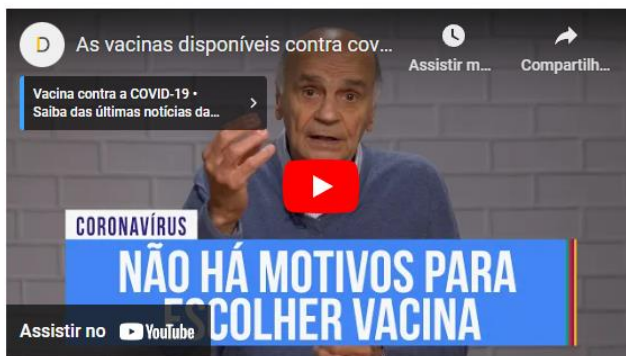 D
As vacinas disponíveis contra cov...
Assistir m...
Compartilh...
Vacina contra a COVID-19 •
Saiba das últimas notícias da...
CORONAVÍRUS
NÃO HÁ MOTIVOS PARA
ESCOLHER VACINA
Assistir no YouTube